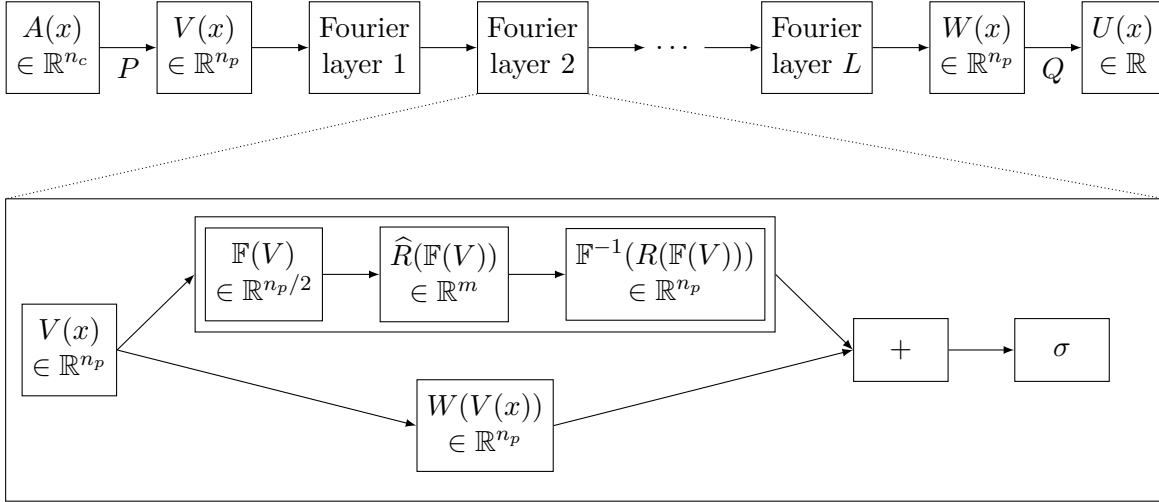 A(x)
∈ ℝ^{n_c}
P
V(x)
∈ ℝ^{n_p}
Fourier
layer 1
Fourier
layer 2
···
Fourier
layer L
W(x)
∈ ℝ^{n_p}
Q
U(x)
∈ ℝ
V(x)
∈ ℝ^{n_p}
𝔽(V)
∈ ℝ^{n_p/2}
R̂(𝔽(V))
∈ ℝ^m
𝔽^{−1}(R(𝔽(V)))
∈ ℝ^{n_p}
W(V(x))
∈ ℝ^{n_p}
+
σ